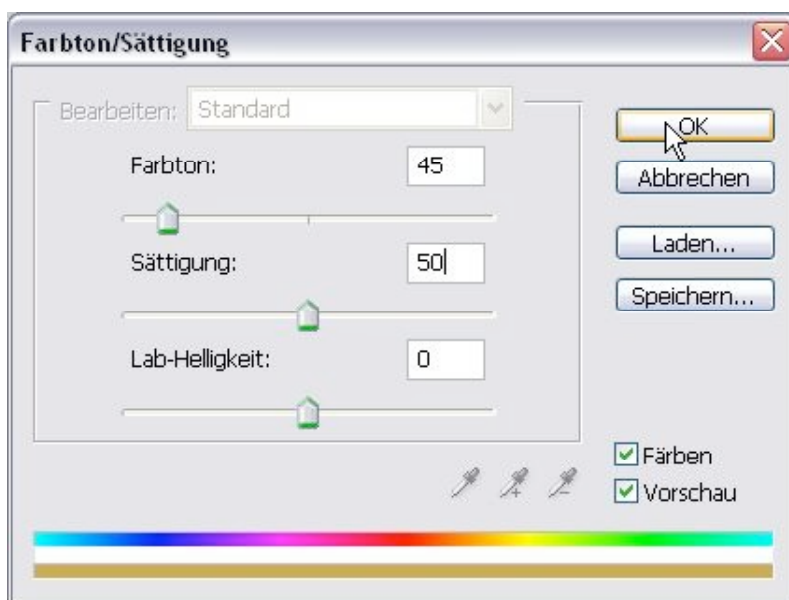 Farbton/Sättigung
Bearbeiten: Standard
Farbton: 45
Sättigung: 50
Lab-Helligkeit: 0
OK
Abbrechen
Laden...
Speichern...
Färben
Vorschau